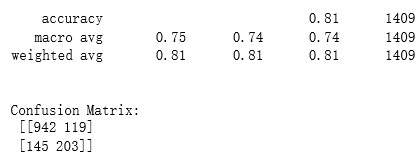 accuracy 0.81 1409
macro avg 0.75 0.74 0.74 1409
weighted avg 0.81 0.81 0.81 1409
Confusion Matrix:
[[942 119]
[145 203]]